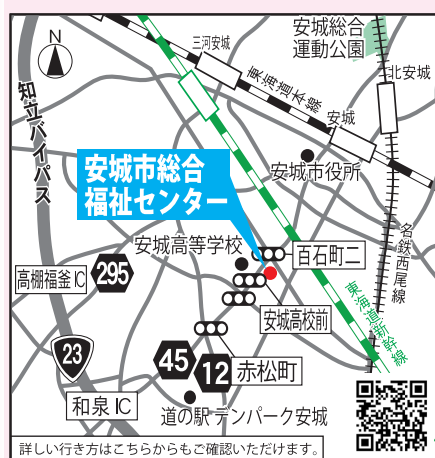 安城総合
運動公園
N
三河安城
北安城
東海道本線
安城
知立バイパス
安城市役所
安城市総合
福祉センター
名鉄西尾線
安城高等学校
百石町二
高棚福釜IC
295
安城高校前
東海道新幹線
23
45
12
赤松町
和泉IC
道の駅 デンパーク安城
詳しい行き方はこちらからもご確認いただけます。